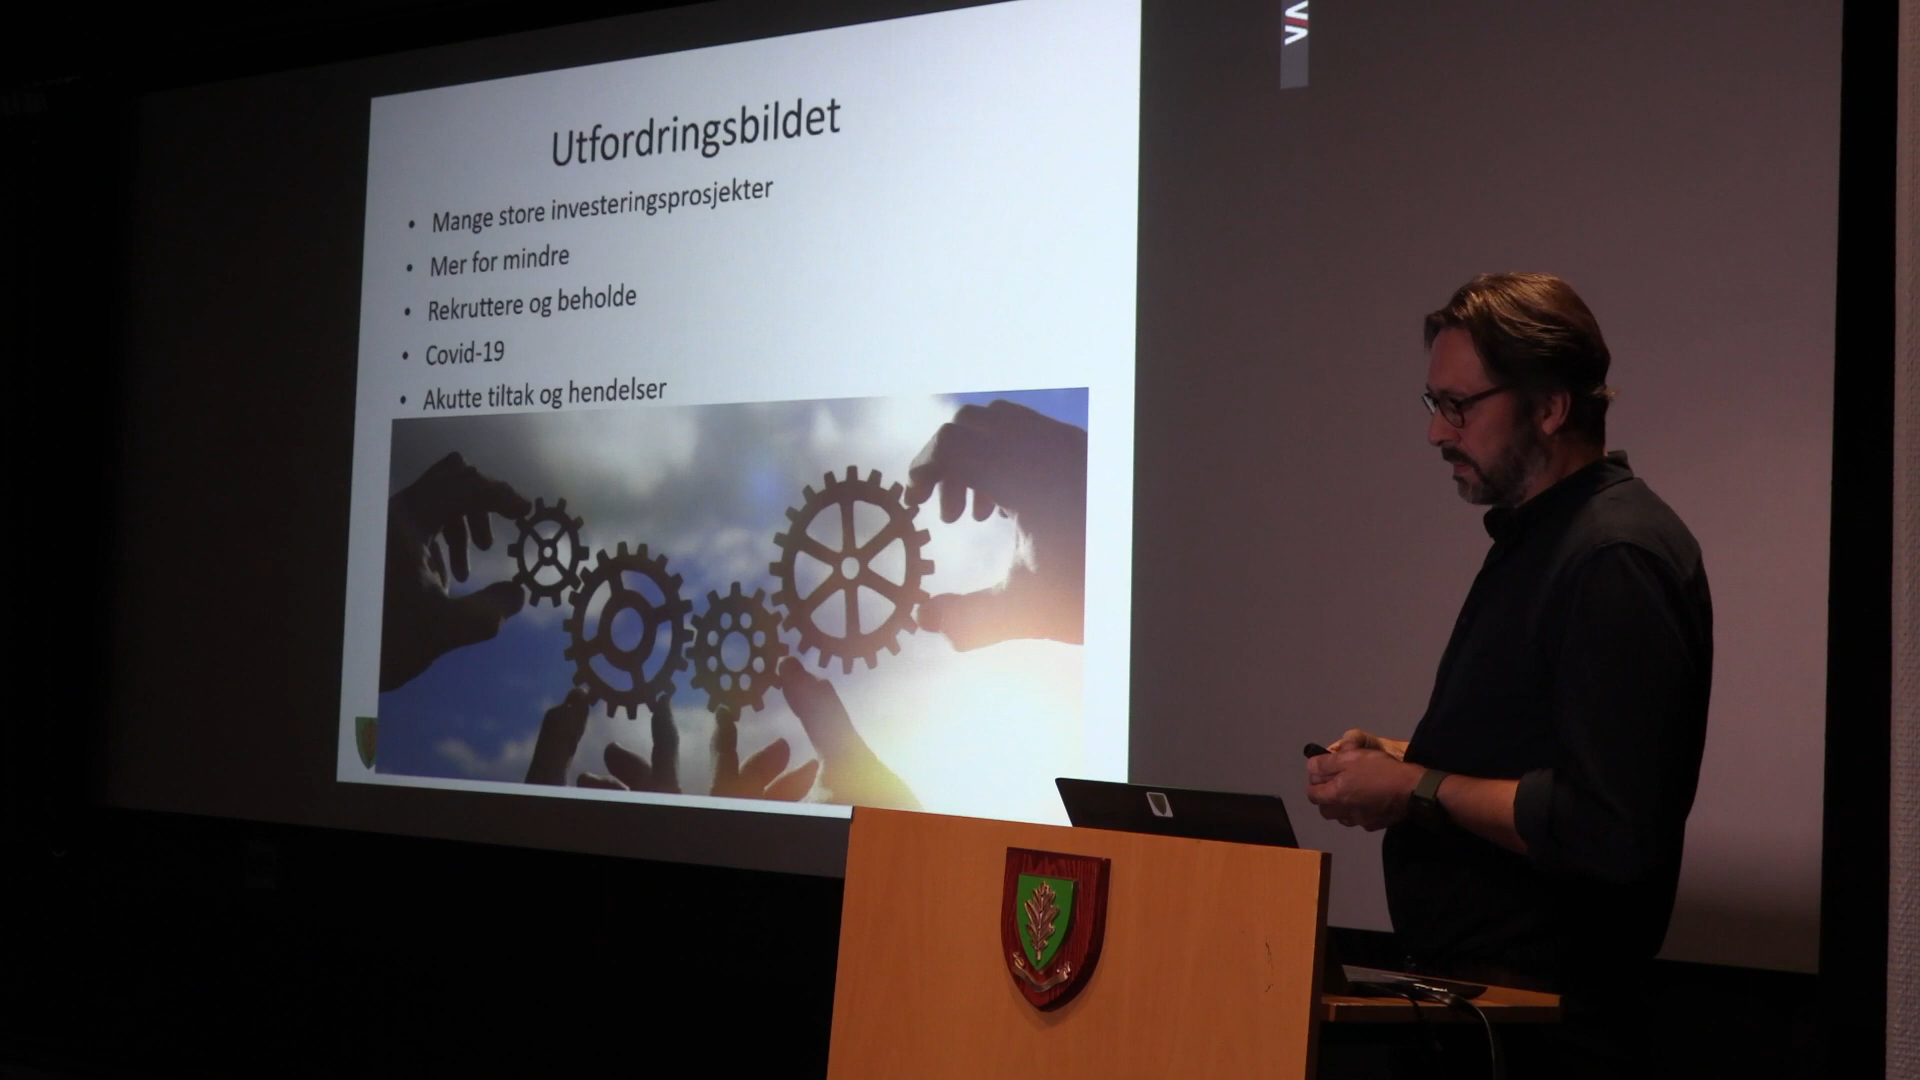 Utfordringsbildet
• Mange store investeringsprosjekter
• Mer for mindre
• Rekruttere og beholde
• Covid-19
• Akutte tiltak og hendelser